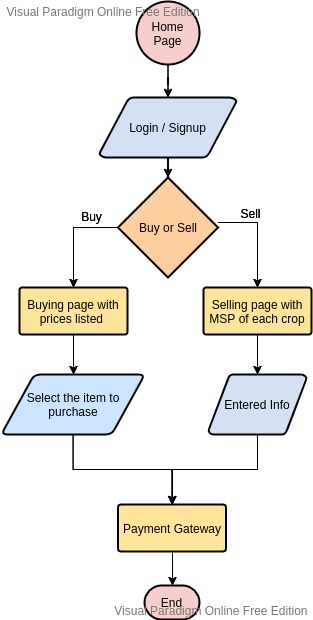 Visual Paradigm Online Free Edition
Home
Page
Login / Signup
Buy or Sell
Buy
Sell
Buying page with
prices listed
Selling page with
MSP of each crop
Select the item to
purchase
Entered Info
Payment Gateway
End
Visual Paradigm Online Free Edition